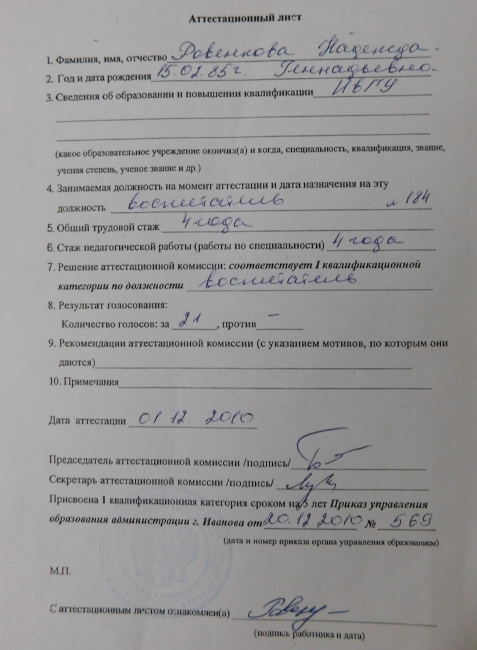 Аттестационный лист
1. Фамилия, имя, отчество Ровенкова Надежда
2. Год и дата рождения 15.02.85г. Геннадьевна
3. Сведения об образовании и повышении квалификации ИвГУ
(какое образовательное учреждение окончил(а) и когда, специальность, квалификация, звание,
ученая степень, ученое звание и др.)
4. Занимаемая должность на момент аттестации и дата назначения на эту
должность воспитатель 184
5. Общий трудовой стаж 4 года
6. Стаж педагогической работы (работы по специальности) 4 года
7. Решение аттестационной комиссии: соответствует I квалификационной
категории по должности воспитатель
8. Результат голосования:
Количество голосов: за 21, против –
9. Рекомендации аттестационной комиссии (с указанием мотивов, по которым они
даются)
10. Примечания
Дата аттестации 01.12.2010
Председатель аттестационной комиссии /подпись/
Секретарь аттестационной комиссии /подпись/
Присвоена 1 квалификационная категория сроком на 5 лет Приказ управления
образования администрации г. Иванова от 20.12.2010 № 569
(дата и номер приказа органа управления образованием)
М.П.
С аттестационным листом ознакомлен(а)
(подпись работника и дата)